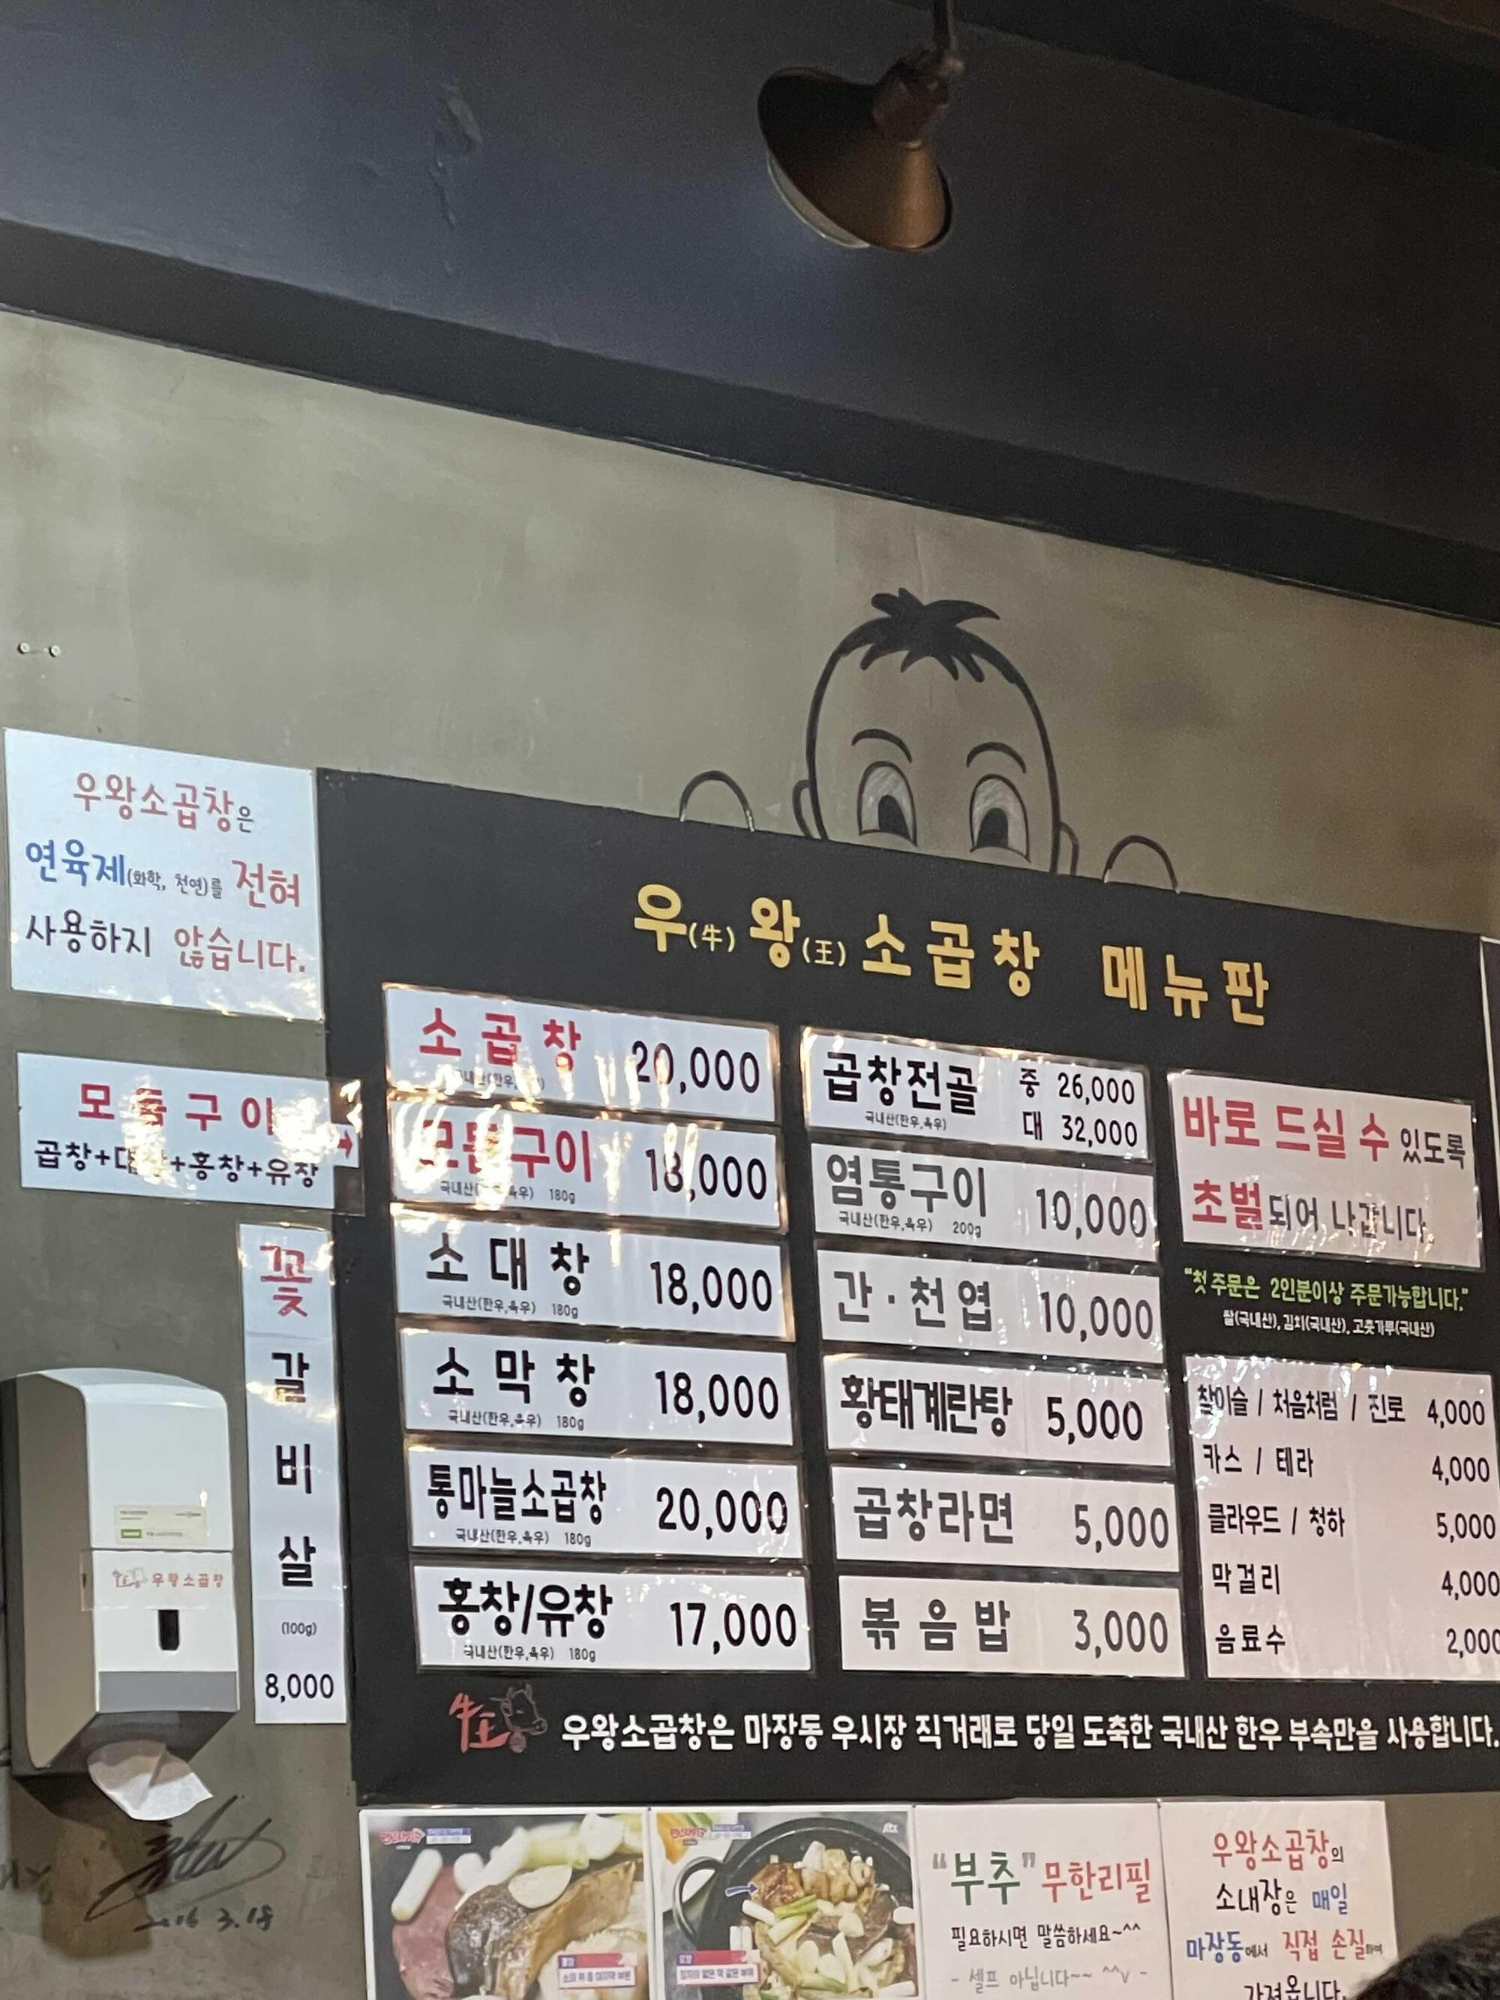 우왕소곱창은
연육제(화학, 천연)를 전혀
사용하지 않습니다.
모둠구이
곱창+대창+홍창+유창
꽃
갈
비
살
(100g)
8,000
우왕소곱창
2016 3.18
우(牛)왕(王)소곱창 메뉴판
소곱창 20,000
모둠구이 18,000
국내산(한우,육우) 180g
소대창 18,000
국내산(한우,육우) 180g
소막창 18,000
국내산(한우,육우) 180g
통마늘소곱창 20,000
국내산(한우,육우) 180g
홍창/유창 17,000
국내산(한우,육우) 180g
곱창전골 중 26,000
국내산(한우,육우) 대 32,000
염통구이 10,000
국내산(한우,육우) 200g
간·천엽 10,000
황태계란탕 5,000
곱창라면 5,000
볶음밥 3,000
바로 드실 수 있도록
초벌되어 나갑니다.
"첫 주문은 2인분이상 주문가능합니다."
쌀(국내산), 김치(국내산), 고춧가루(국내산)
참이슬 / 처음처럼 / 진로 4,000
카스 / 테라 4,000
클라우드 / 청하 5,000
막걸리 4,000
음료수 2,000
牛王 우왕소곱창은 마장동 우시장 직거래로 당일 도축한 국내산 한우 부속만을 사용합니다.
jtbc
"부추" 무한리필
필요하시면 말씀하세요~^^
- 셀프 아닙니다~~ ^^v -
우왕소곱창의
소내장은 매일
마장동에서 직접 손질하여
가져옵니다.